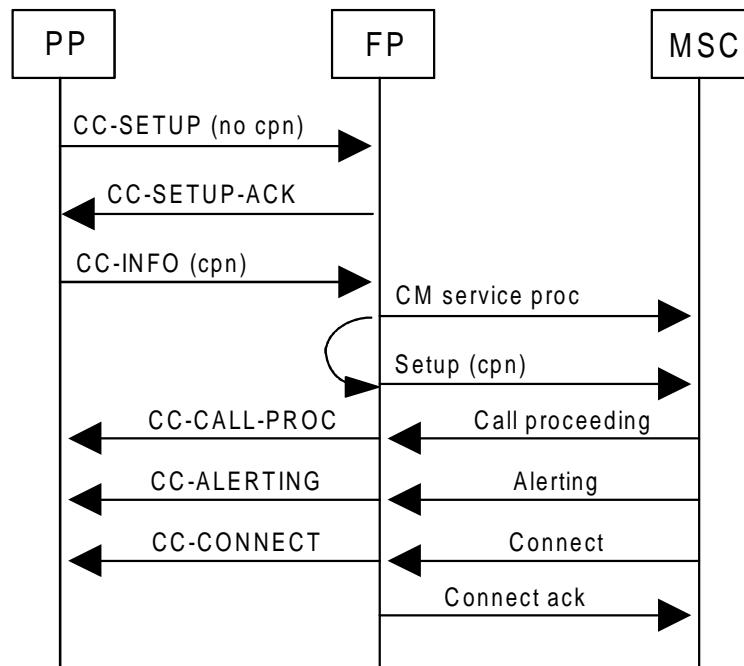 PP
FP
MSC
CC-SETUP (no cpn)
CC-SETUP-ACK
CC-INFO (cpn)
CM service proc
Setup (cpn)
CC-CALL-PROC
Call proceeding
CC-ALERTING
Alerting
CC-CONNECT
Connect
Connect ack